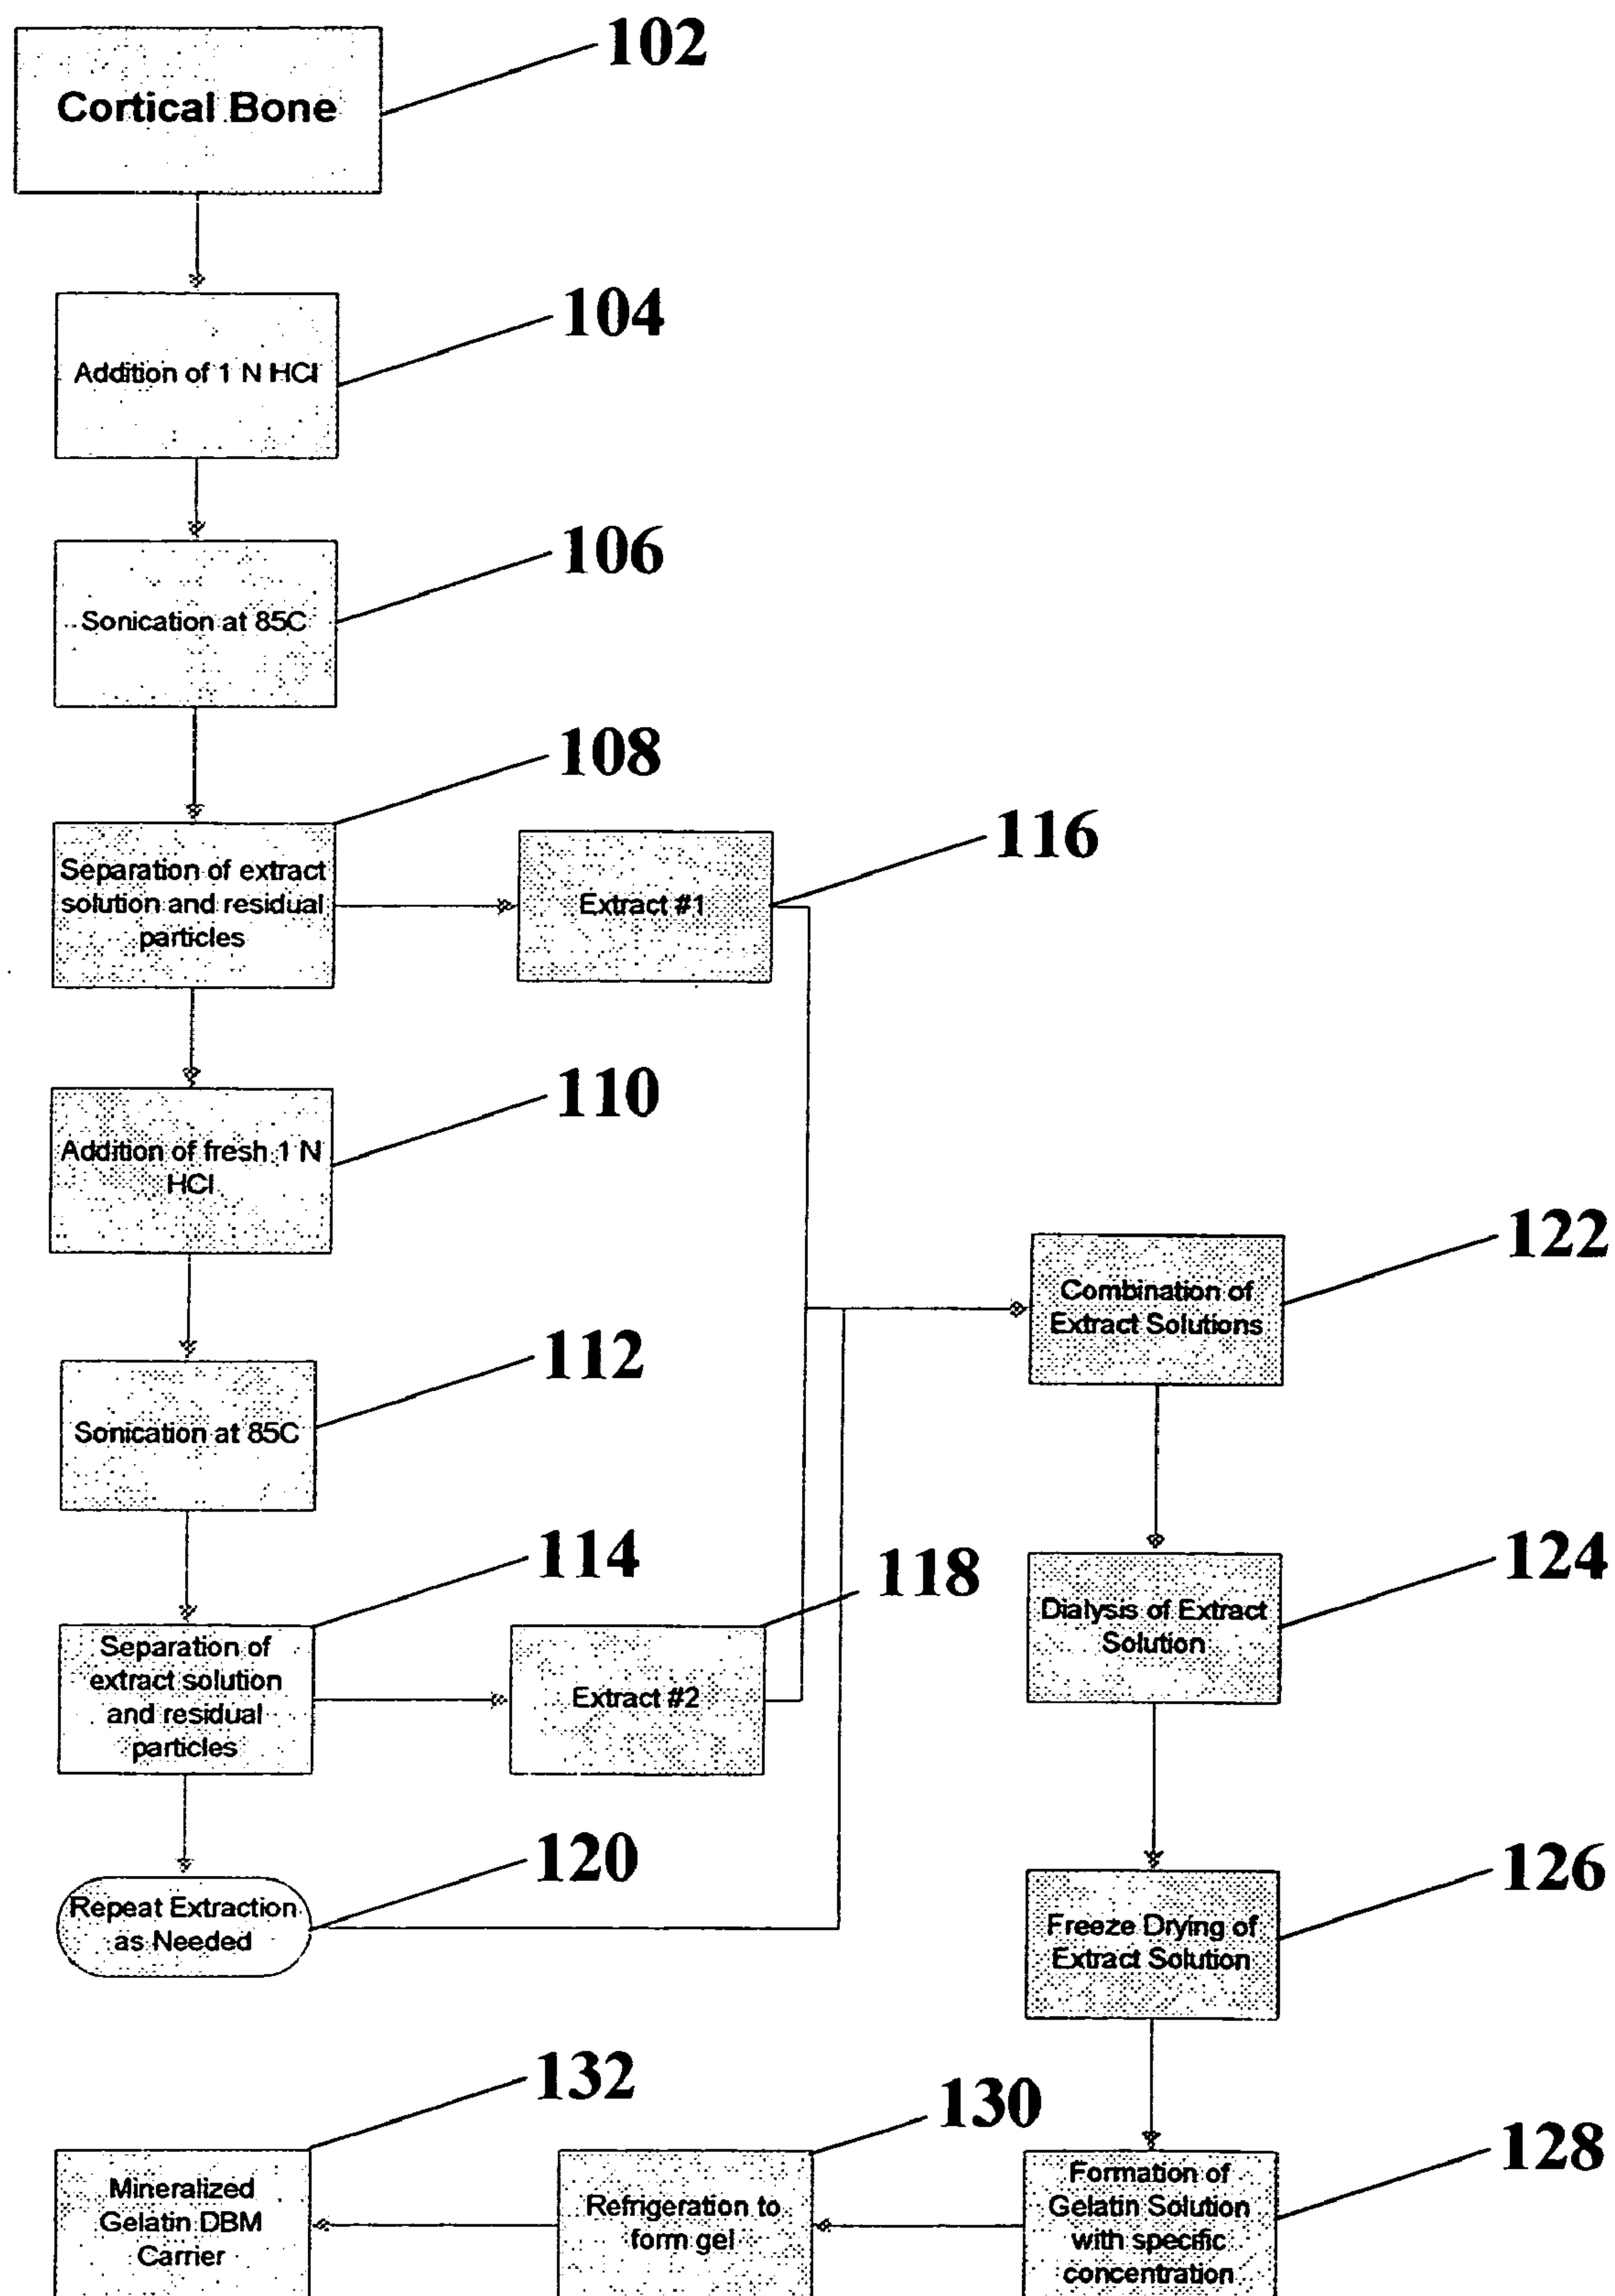 102
Cortical Bone
104
Addition of 1 N HCl
106
Sonication at 85C
108
Separation of extract
solution and residual
particles
116
Extract #1
110
Addition of fresh 1 N
HCl
112
Sonication at 85C
114
Separation of
extract solution
and residual
particles
118
Extract #2
120
Repeat Extraction
as Needed
122
Combination of
Extract Solutions
124
Dialysis of Extract
Solution
126
Freeze Drying of
Extract Solution
128
Formation of
Gelatin Solution
with specific
concentration
130
Refrigeration to
form gel
132
Mineralized
Gelatin DBM
Carrier